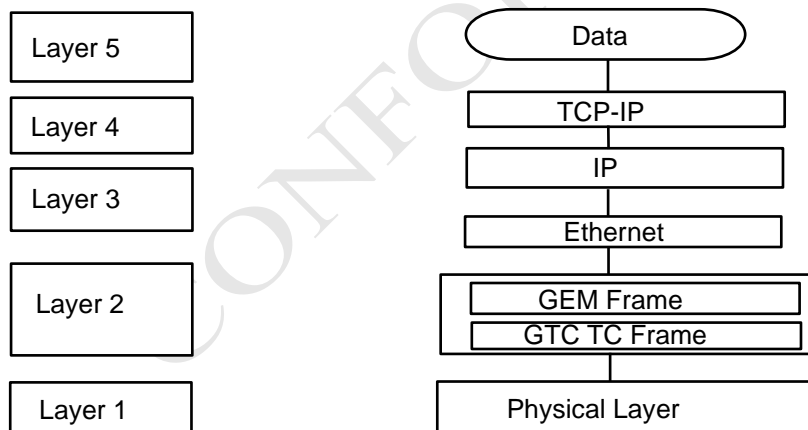 Layer 5
Data
Layer 4
TCP-IP
Layer 3
IP
Ethernet
Layer 2
GEM Frame
GTC TC Frame
Layer 1
Physical Layer
CONFO